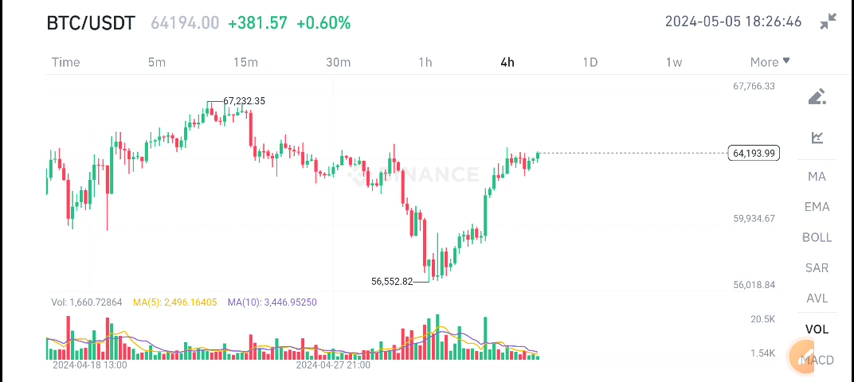 BTC/USDT 64194.00 +381.57 +0.60% 2024-05-05 18:26:46
Time 5m 15m 30m 1h 4h 1D 1w More
67,766.33
67,232.35
64,193.99
BINANCE
MA
EMA
59,934.67
BOLL
SAR
56,552.82
56,018.84
AVL
Vol: 1,660.72864 MA(5): 2,496.16405 MA(10): 3,446.95250
20.5K
VOL
1.54K
MACD
2024-04-18 13:00 2024-04-27 21:00